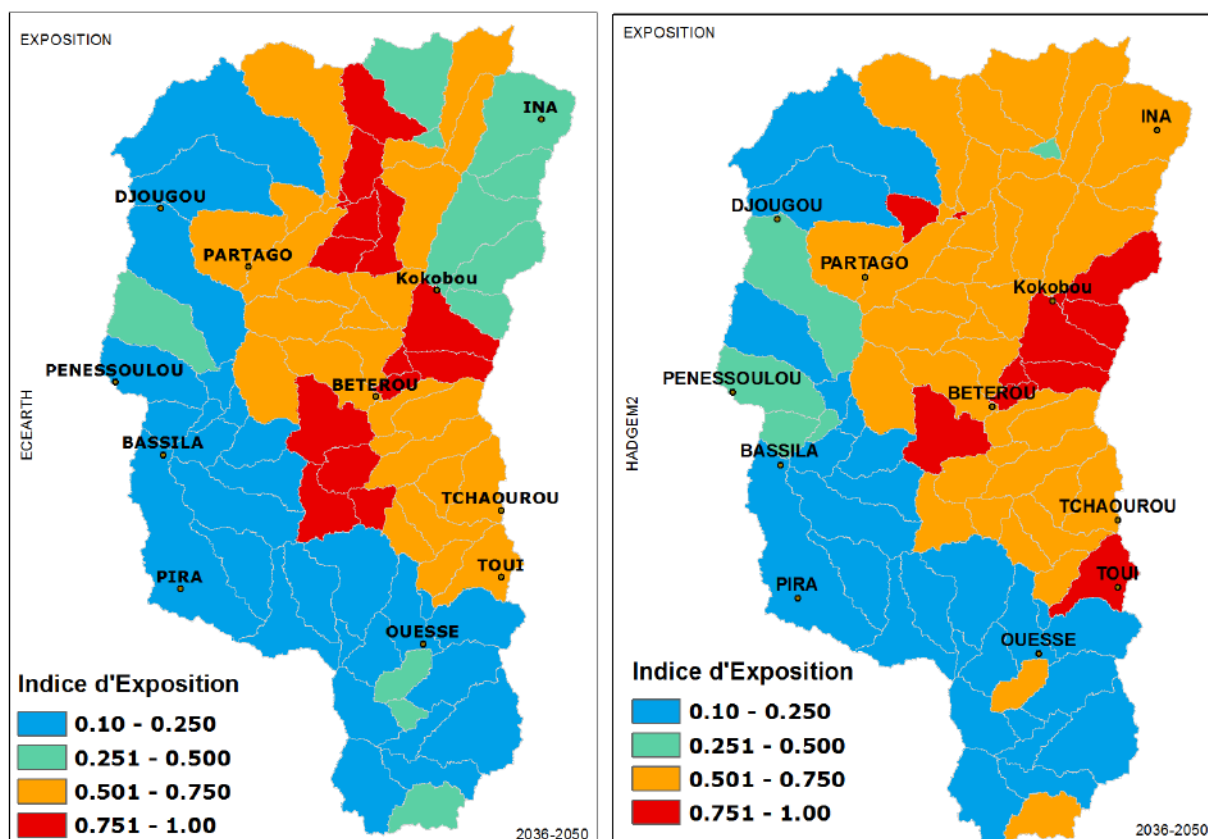 EXPOSITION
INA
DJOUGOU
PARTAGO
Kokobou
PENESSOULOU
BETEROU
BASSILA
ECEARTH
TCHAOUROU
TOUI
PIRA
OUESSE
Indice d'Exposition
0.10 - 0.250
0.251 - 0.500
0.501 - 0.750
0.751 - 1.00
2036-2050
EXPOSITION
INA
DJOUGOU
PARTAGO
Kokobou
PENESSOULOU
BETEROU
BASSILA
HADGEM2
TCHAOUROU
TOUI
PIRA
OUESSE
Indice d'Exposition
0.10 - 0.250
0.251 - 0.500
0.501 - 0.750
0.751 - 1.00
2036-2050